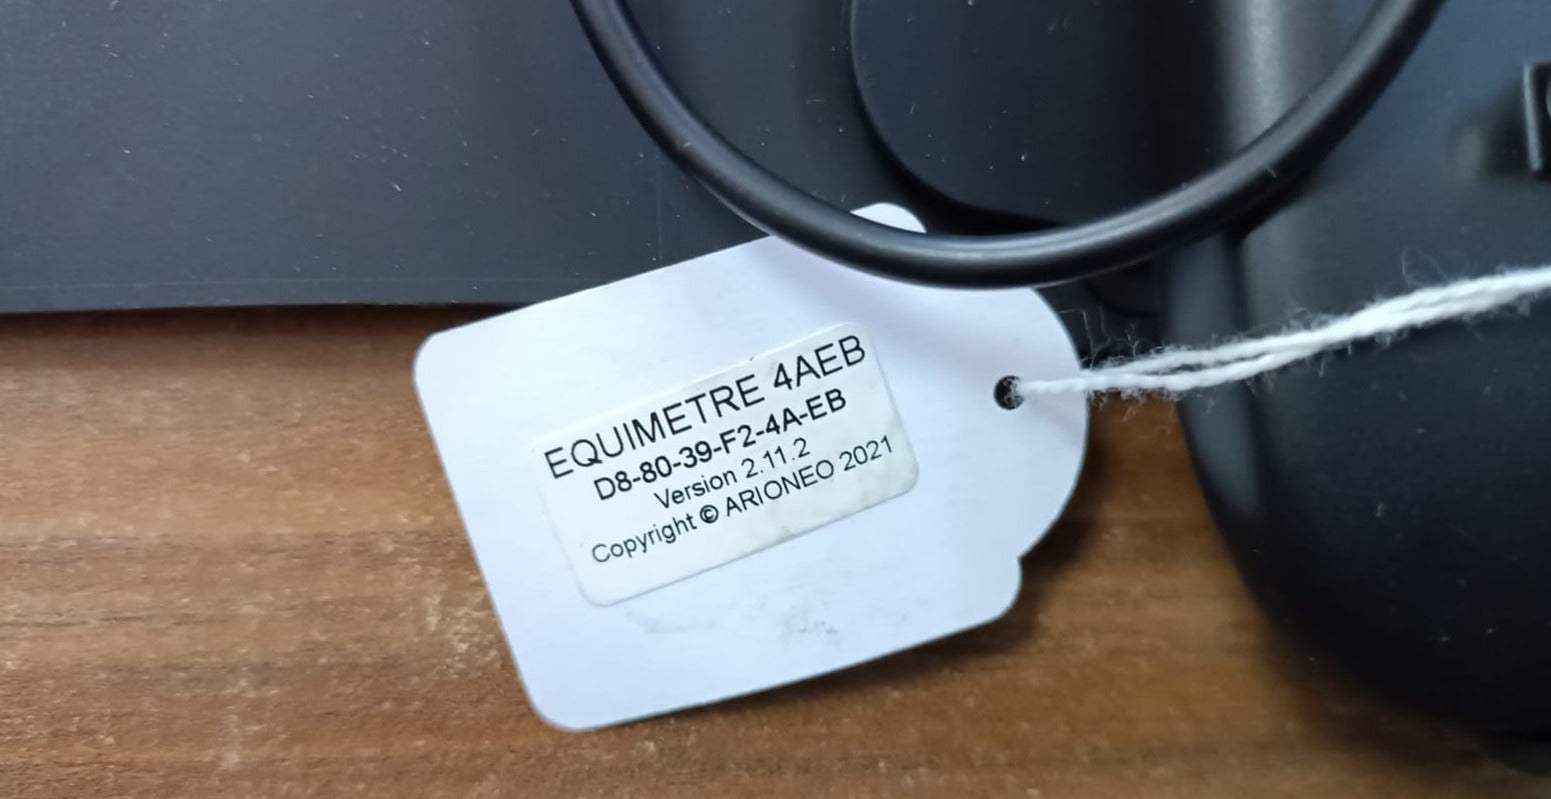 EQUIMETRE 4AEB
D8-80-39-F2-4A-EB
Version 2.11.2
Copyright © ARIONEO 2021